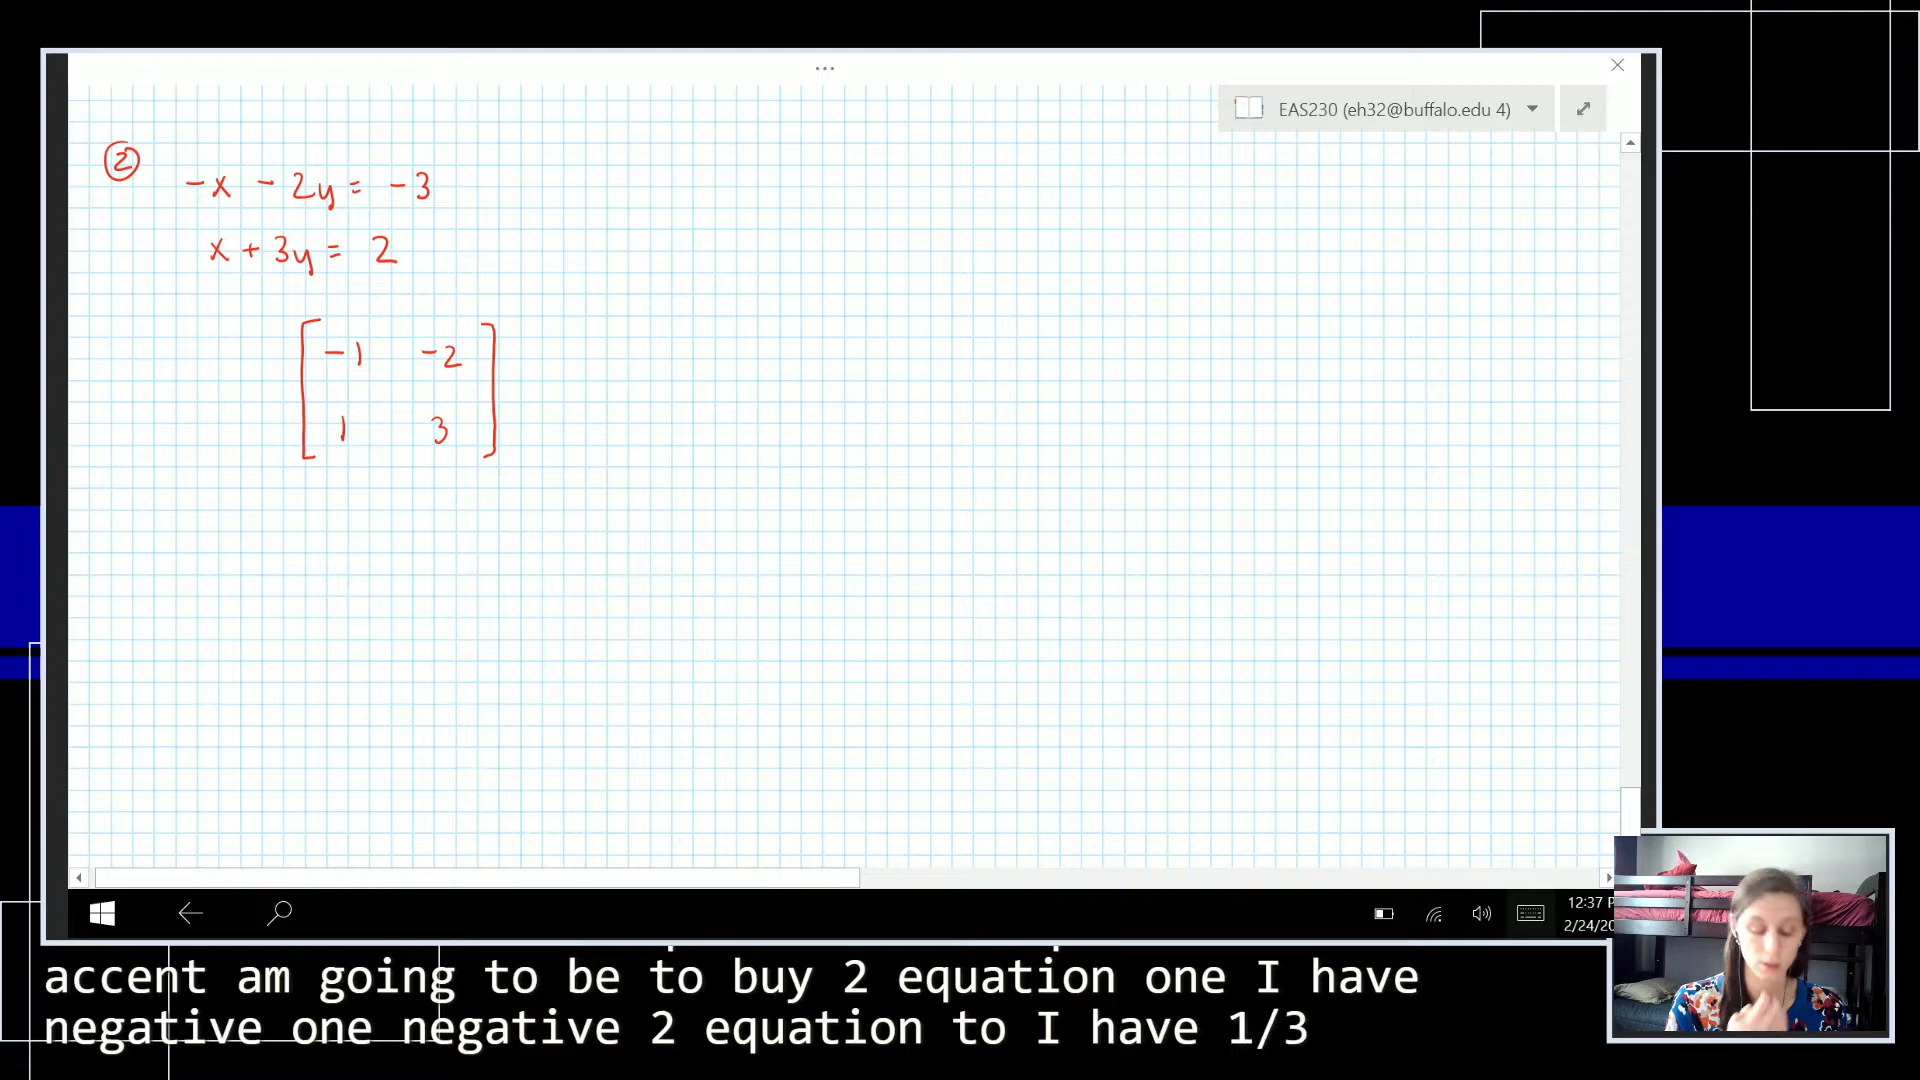 ...
EAS230 (eh32@buffalo.edu 4)
②
-x - 2y = -3
x + 3y = 2
-1 -2
1 3
12:37 P
2/24/20
accent am going to be to buy 2 equation one I have
negative one negative 2 equation to I have 1/3